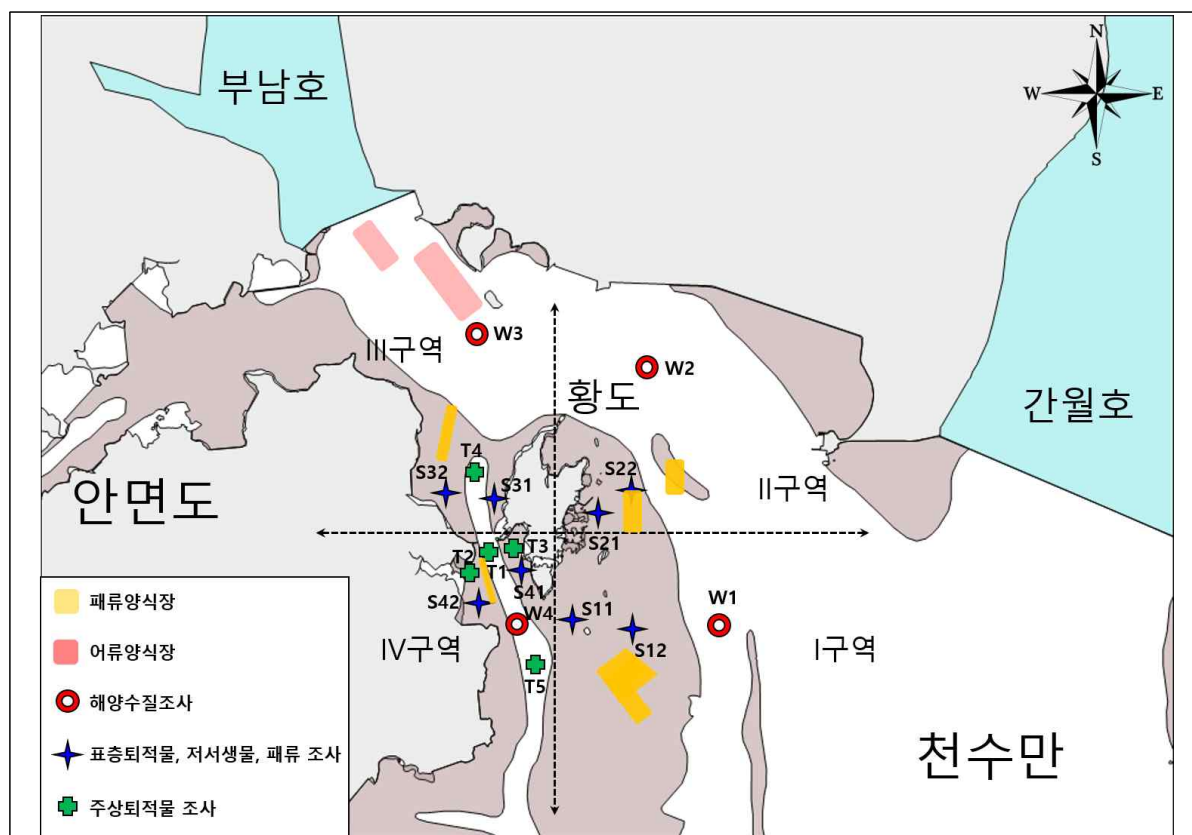 부남호
N
W
E
S
W3
III구역
W2
황도
간월호
T4
S32
S31
S22
II구역
안면도
S21
T3
T2
T1
S41
S42
W4
S11
W1
S12
IV구역
I구역
T5
천수만
패류양식장
어류양식장
해양수질조사
표층퇴적물, 저서생물, 패류 조사
주상퇴적물 조사